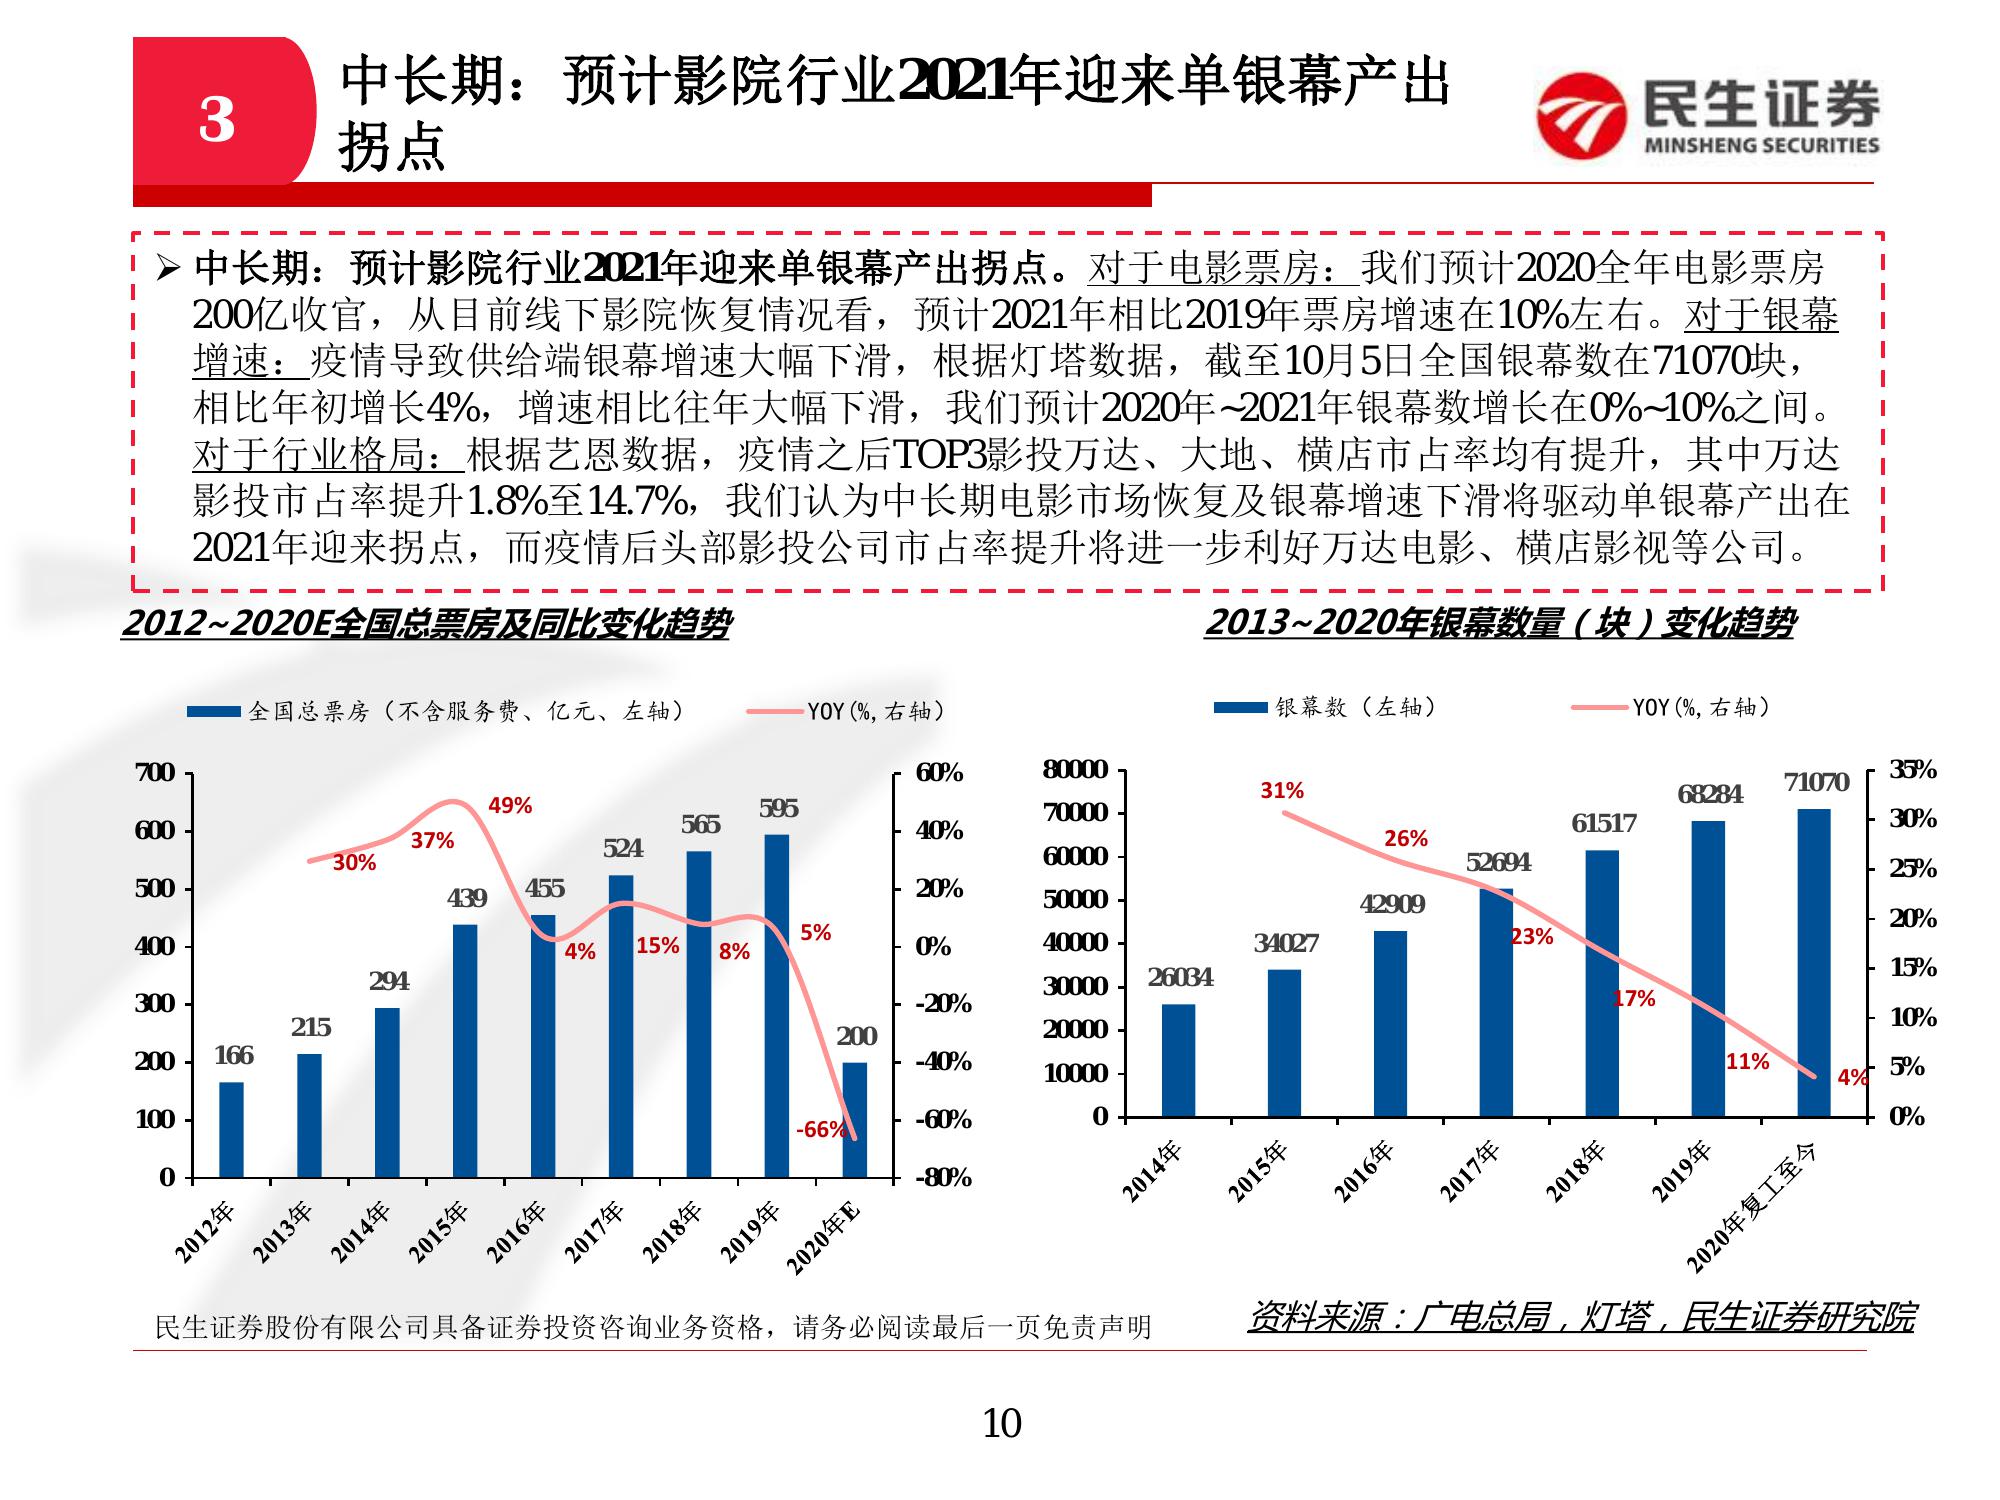 3
中长期：预计影院行业2021年迎来单银幕产出
拐点
民生证券
MINSHENG SECURITIES
➢ 中长期：预计影院行业2021年迎来单银幕产出拐点。对于电影票房：我们预计2020全年电影票房
200亿收官，从目前线下影院恢复情况看，预计2021年相比2019年票房增速在10%左右。对于银幕
增速：疫情导致供给端银幕增速大幅下滑，根据灯塔数据，截至10月5日全国银幕数在71070块，
相比年初增长4%，增速相比往年大幅下滑，我们预计2020年~2021年银幕数增长在0%~10%之间。
对于行业格局：根据艺恩数据，疫情之后TOP3影投万达、大地、横店市占率均有提升，其中万达
影投市占率提升1.8%至14.7%，我们认为中长期电影市场恢复及银幕增速下滑将驱动单银幕产出在
2021年迎来拐点，而疫情后头部影投公司市占率提升将进一步利好万达电影、横店影视等公司。
2012~2020E全国总票房及同比变化趋势
全国总票房（不含服务费、亿元、左轴） YOY(%,右轴)
700
600
500
400
300
200
100
0
60%
40%
20%
0%
-20%
-40%
-60%
-80%
166
215
294
439
455
524
565
595
200
30%
37%
49%
4%
15%
8%
5%
-66%
2012年
2013年
2014年
2015年
2016年
2017年
2018年
2019年
2020年E
2013~2020年银幕数量（块）变化趋势
银幕数（左轴） YOY(%,右轴)
80000
70000
60000
50000
40000
30000
20000
10000
0
35%
30%
25%
20%
15%
10%
5%
0%
26034
34027
42909
52694
61517
68284
71070
31%
26%
23%
17%
11%
4%
2014年
2015年
2016年
2017年
2018年
2019年
2020年复工至今
资料来源：广电总局，灯塔，民生证券研究院
民生证券股份有限公司具备证券投资咨询业务资格，请务必阅读最后一页免责声明
10